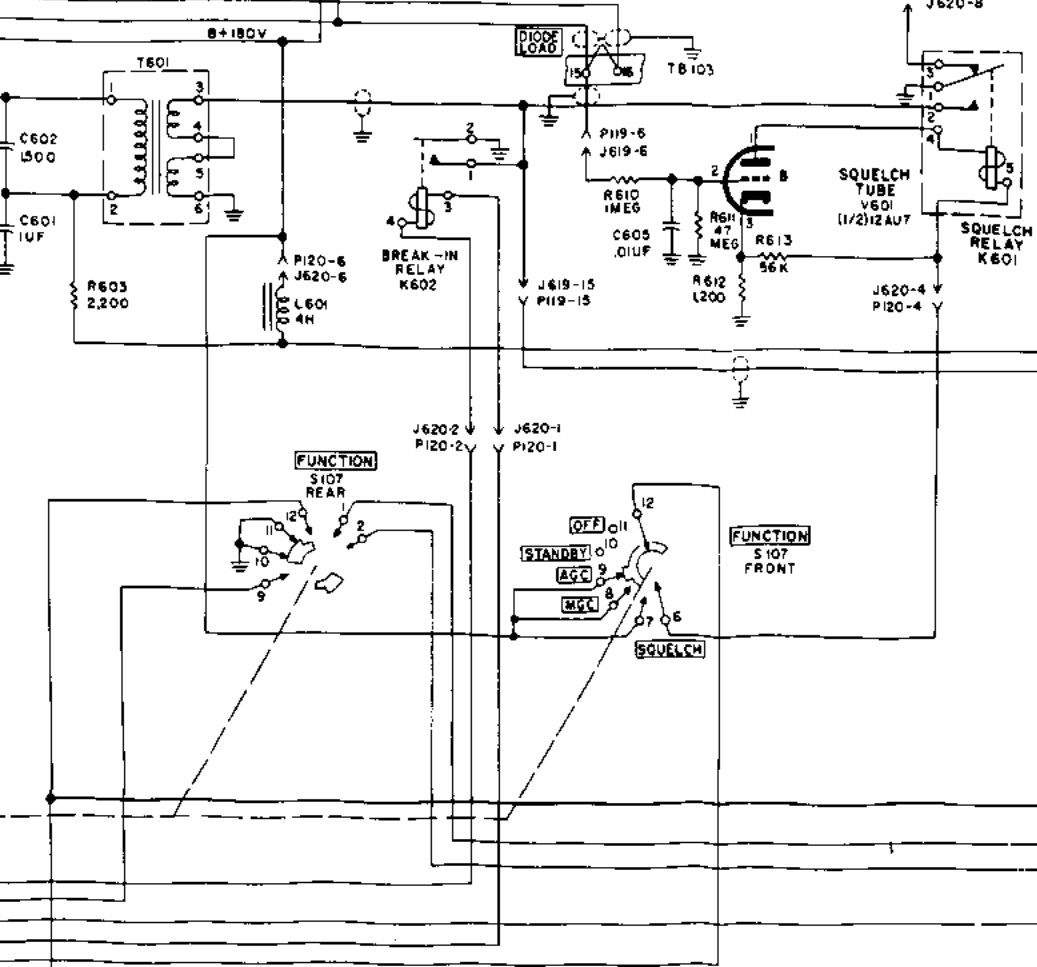 J620-8
B+180V
DIODE
LOAD
15
16
TB103
T601
1
3
4
5
2
6
C602
1500
C601
1UF
R603
2,200
P120-6
J620-6
L601
4H
2
1
3
4
BREAK-IN
RELAY
K602
P119-6
J619-6
R610
1MEG
C605
.01UF
R611
47
MEG
2
8
3
R613
56K
R612
1,200
SQUELCH
TUBE
V601
(1/2)12AU7
3
1
2
4
5
SQUELCH
RELAY
K601
J619-15
P119-15
J620-4
P120-4
J620-2
P120-2
J620-1
P120-1
FUNCTION
S107
REAR
12
1
11
2
10
9
12
OFF
11
STANDBY
10
AGC
9
MGC
8
7
6
SQUELCH
FUNCTION
S107
FRONT